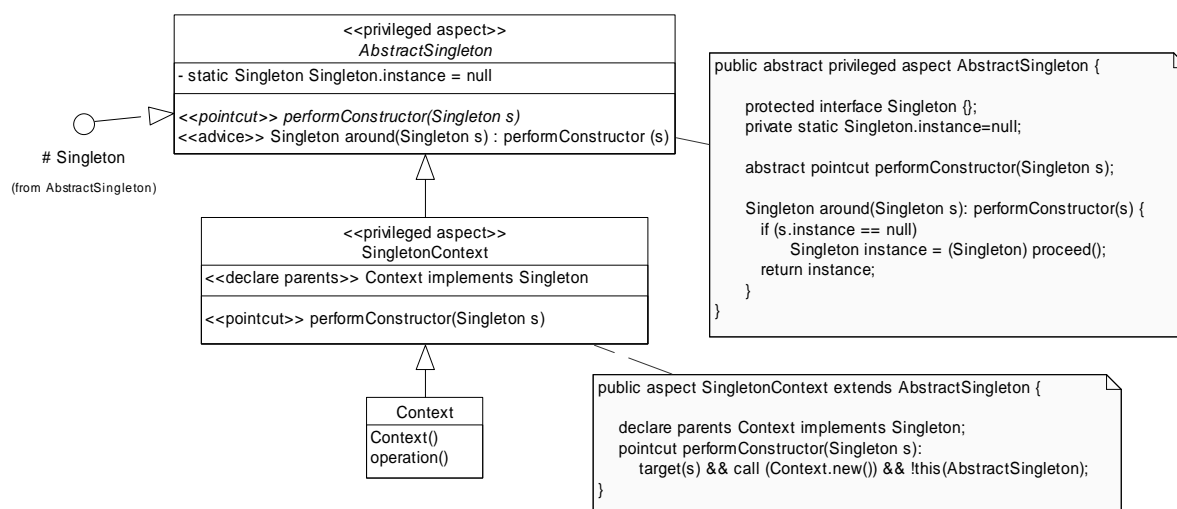 <<privileged aspect>>
AbstractSingleton
- static Singleton Singleton.instance = null
<<pointcut>> performConstructor(Singleton s)
<<advice>> Singleton around(Singleton s) : performConstructor (s)
# Singleton
(from AbstractSingleton)
public abstract privileged aspect AbstractSingleton {
protected interface Singleton {};
private static Singleton.instance=null;
abstract pointcut performConstructor(Singleton s);
Singleton around(Singleton s): performConstructor(s) {
if (s.instance == null)
Singleton instance = (Singleton) proceed();
return instance;
}
}
<<privileged aspect>>
SingletonContext
<<declare parents>> Context implements Singleton
<<pointcut>> performConstructor(Singleton s)
Context
Context()
operation()
public aspect SingletonContext extends AbstractSingleton {
declare parents Context implements Singleton;
pointcut performConstructor(Singleton s):
target(s) && call (Context.new()) && !this(AbstractSingleton);
}